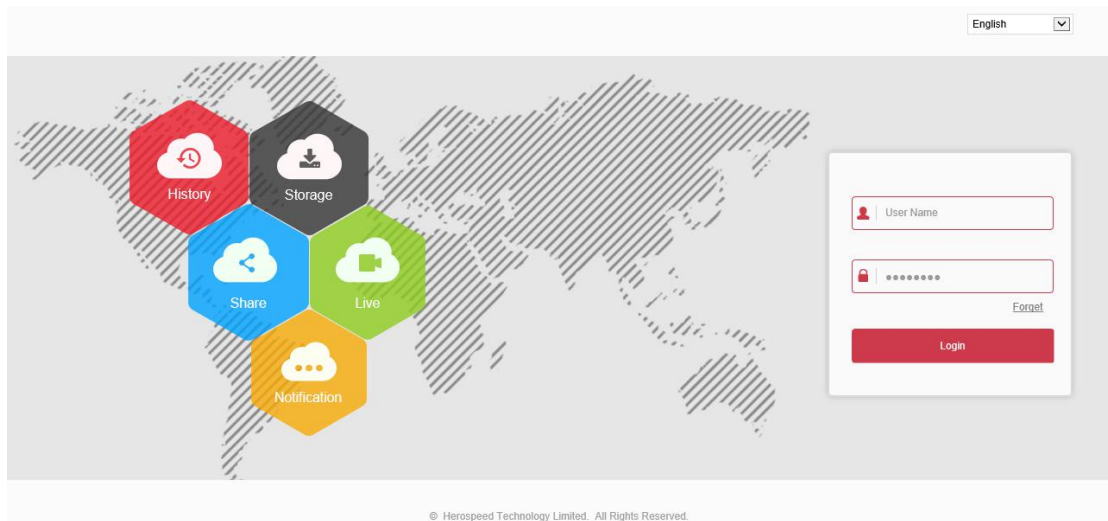 English
History
Storage
Share
Live
Notification
User Name
Forget
Login
© Herospeed Technology Limited. All Rights Reserved.